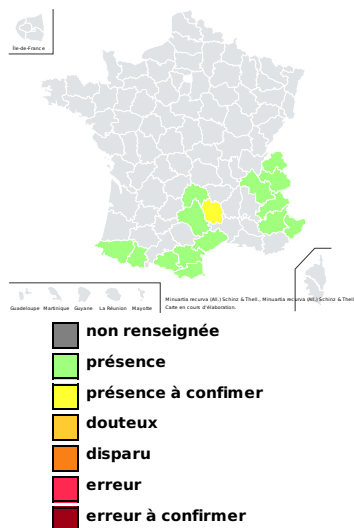 Île-de-France
Guadeloupe Martinique Guyane La Réunion Mayotte
Minuartia recurva (All.) Schinz & Thell., Minuartia recurva (All.) Schinz & Thell
Carte en cours d'élaboration.
non renseignée
présence
présence à confimer
douteux
disparu
erreur
erreur à confirmer